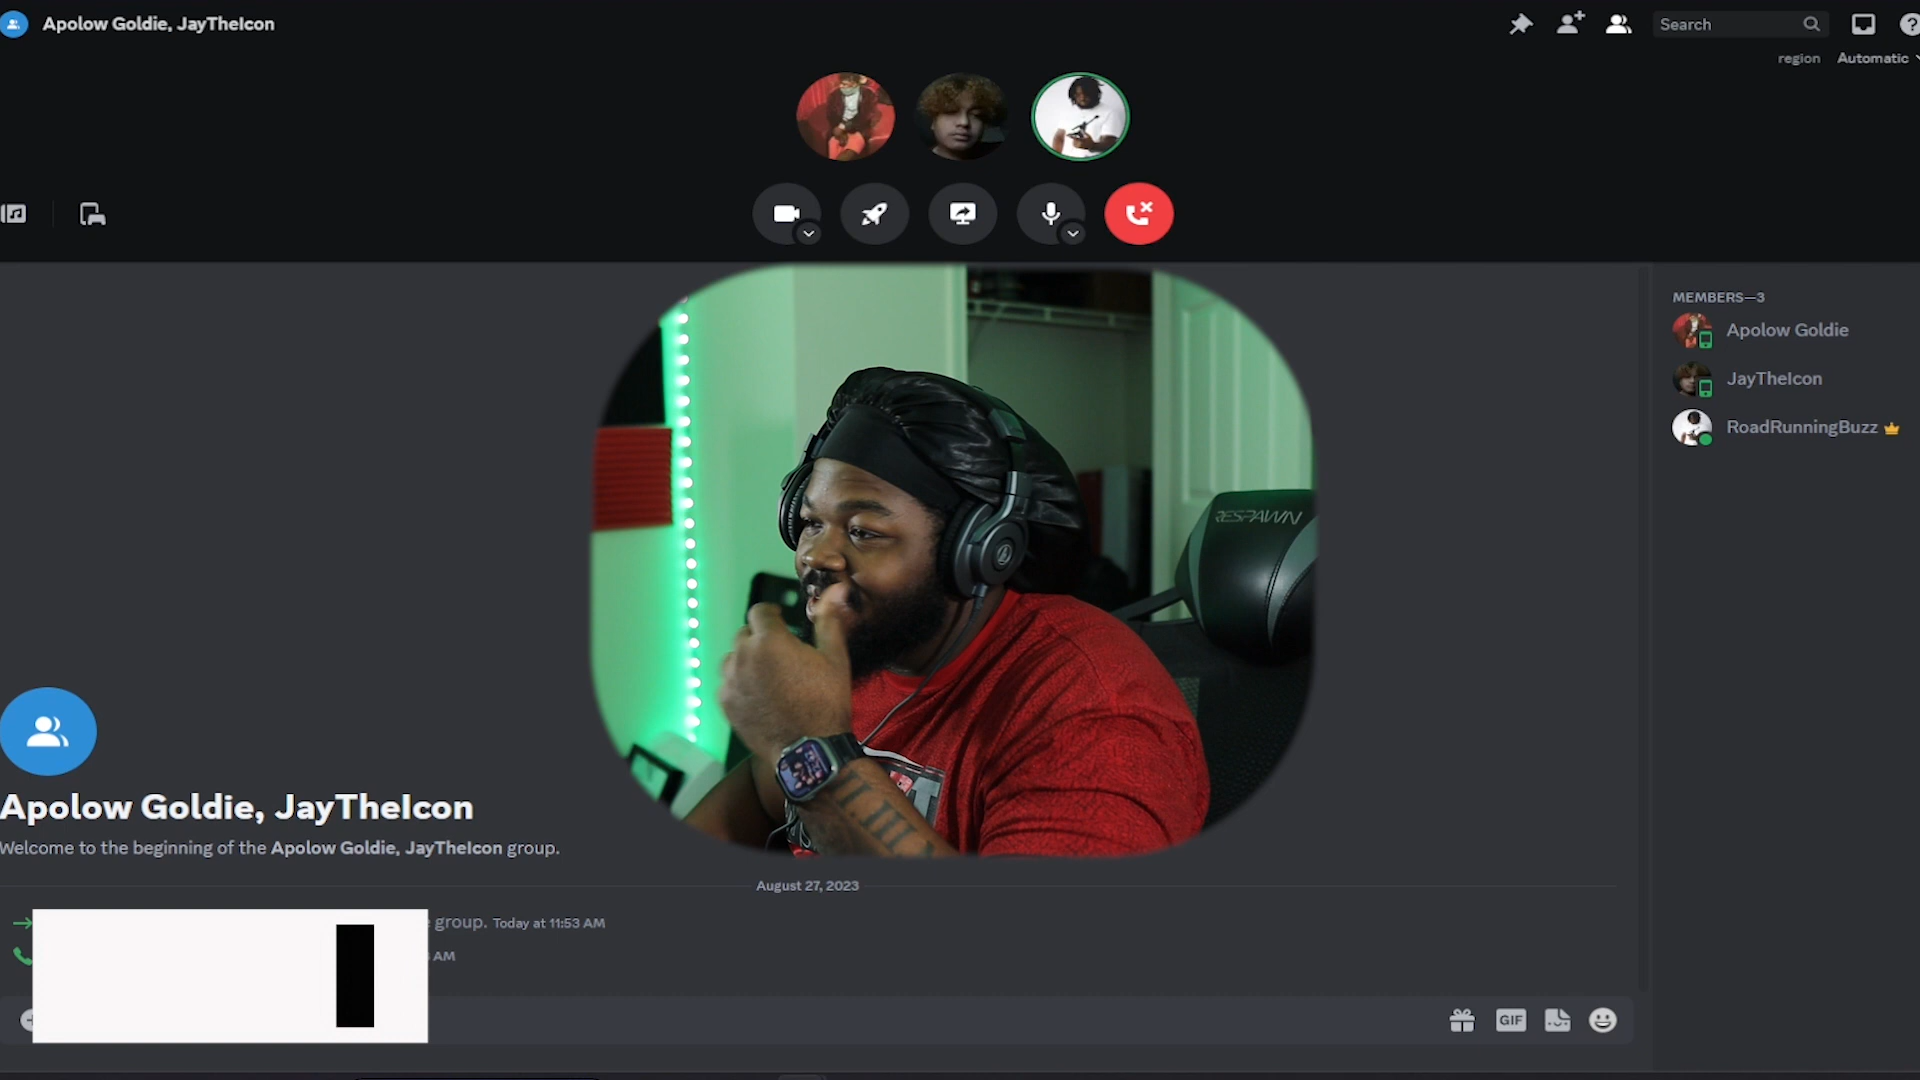 Apolow Goldie, JayTheIcon
Search
region Automatic
MEMBERS—3
Apolow Goldie
JayTheIcon
RoadRunningBuzz
RESPAWN
Apolow Goldie, JayTheIcon
Welcome to the beginning of the Apolow Goldie, JayTheIcon group.
August 27, 2023
group. Today at 11:53 AM
AM
GIF